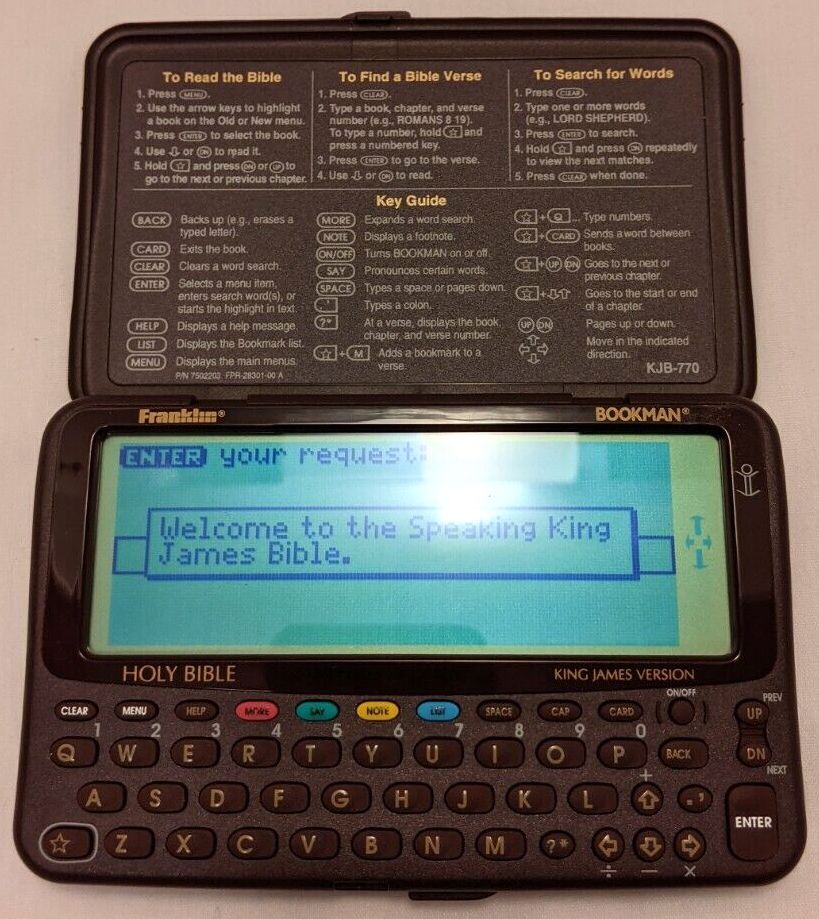 To Read the Bible
1. Press MENU.
2. Use the arrow keys to highlight
a book on the Old or New menu.
3. Press ENTER to select the book.
4. Use ⇩ or DN to read it.
5. Hold ☆ and press DN or UP to
go to the next or previous chapter.
To Find a Bible Verse
1. Press CLEAR.
2. Type a book, chapter, and verse
number (e.g., ROMANS 8 19).
To type a number, hold ☆ and
press a numbered key.
3. Press ENTER to go to the verse.
4. Use ⇩ or DN to read.
To Search for Words
1. Press CLEAR.
2. Type one or more words
(e.g., LORD SHEPHERD).
3. Press ENTER to search.
4. Hold ☆ and press DN repeatedly
to view the next matches.
5. Press CLEAR when done.
Key Guide
BACK Backs up (e.g., erases a
typed letter).
CARD Exits the book.
CLEAR Clears a word search.
ENTER Selects a menu item,
enters search word(s), or
starts the highlight in text.
HELP Displays a help message.
LIST Displays the Bookmark list.
MENU Displays the main menus.
P/N 7502203 FPR-28301-00 A
MORE Expands a word search.
NOTE Displays a footnote.
ON/OFF Turns BOOKMAN on or off.
SAY Pronounces certain words.
SPACE Types a space or pages down.
. ' Types a colon.
?* At a verse, displays the book,
chapter, and verse number.
☆+M Adds a bookmark to a
verse.
☆+Q ... Type numbers.
☆+CARD Sends a word between
books.
☆+UP DN Goes to the next or
previous chapter.
☆+⇩⇧ Goes to the start or end
of a chapter.
UP DN Pages up or down.
Move in the indicated
direction.
KJB-770
Franklin® BOOKMAN®
ENTER your request:
Welcome to the Speaking King
James Bible.
HOLY BIBLE KING JAMES VERSION
ON/OFF
PREV
CLEAR MENU HELP MORE SAY NOTE LIST SPACE CAP CARD UP
1 2 3 4 5 6 7 8 9 0
Q W E R T Y U I O P BACK DN
NEXT
+
A S D F G H J K L ⇧ . '
ENTER
☆ Z X C V B N M ?* ⇦ ⇩ ⇨
÷ − ×